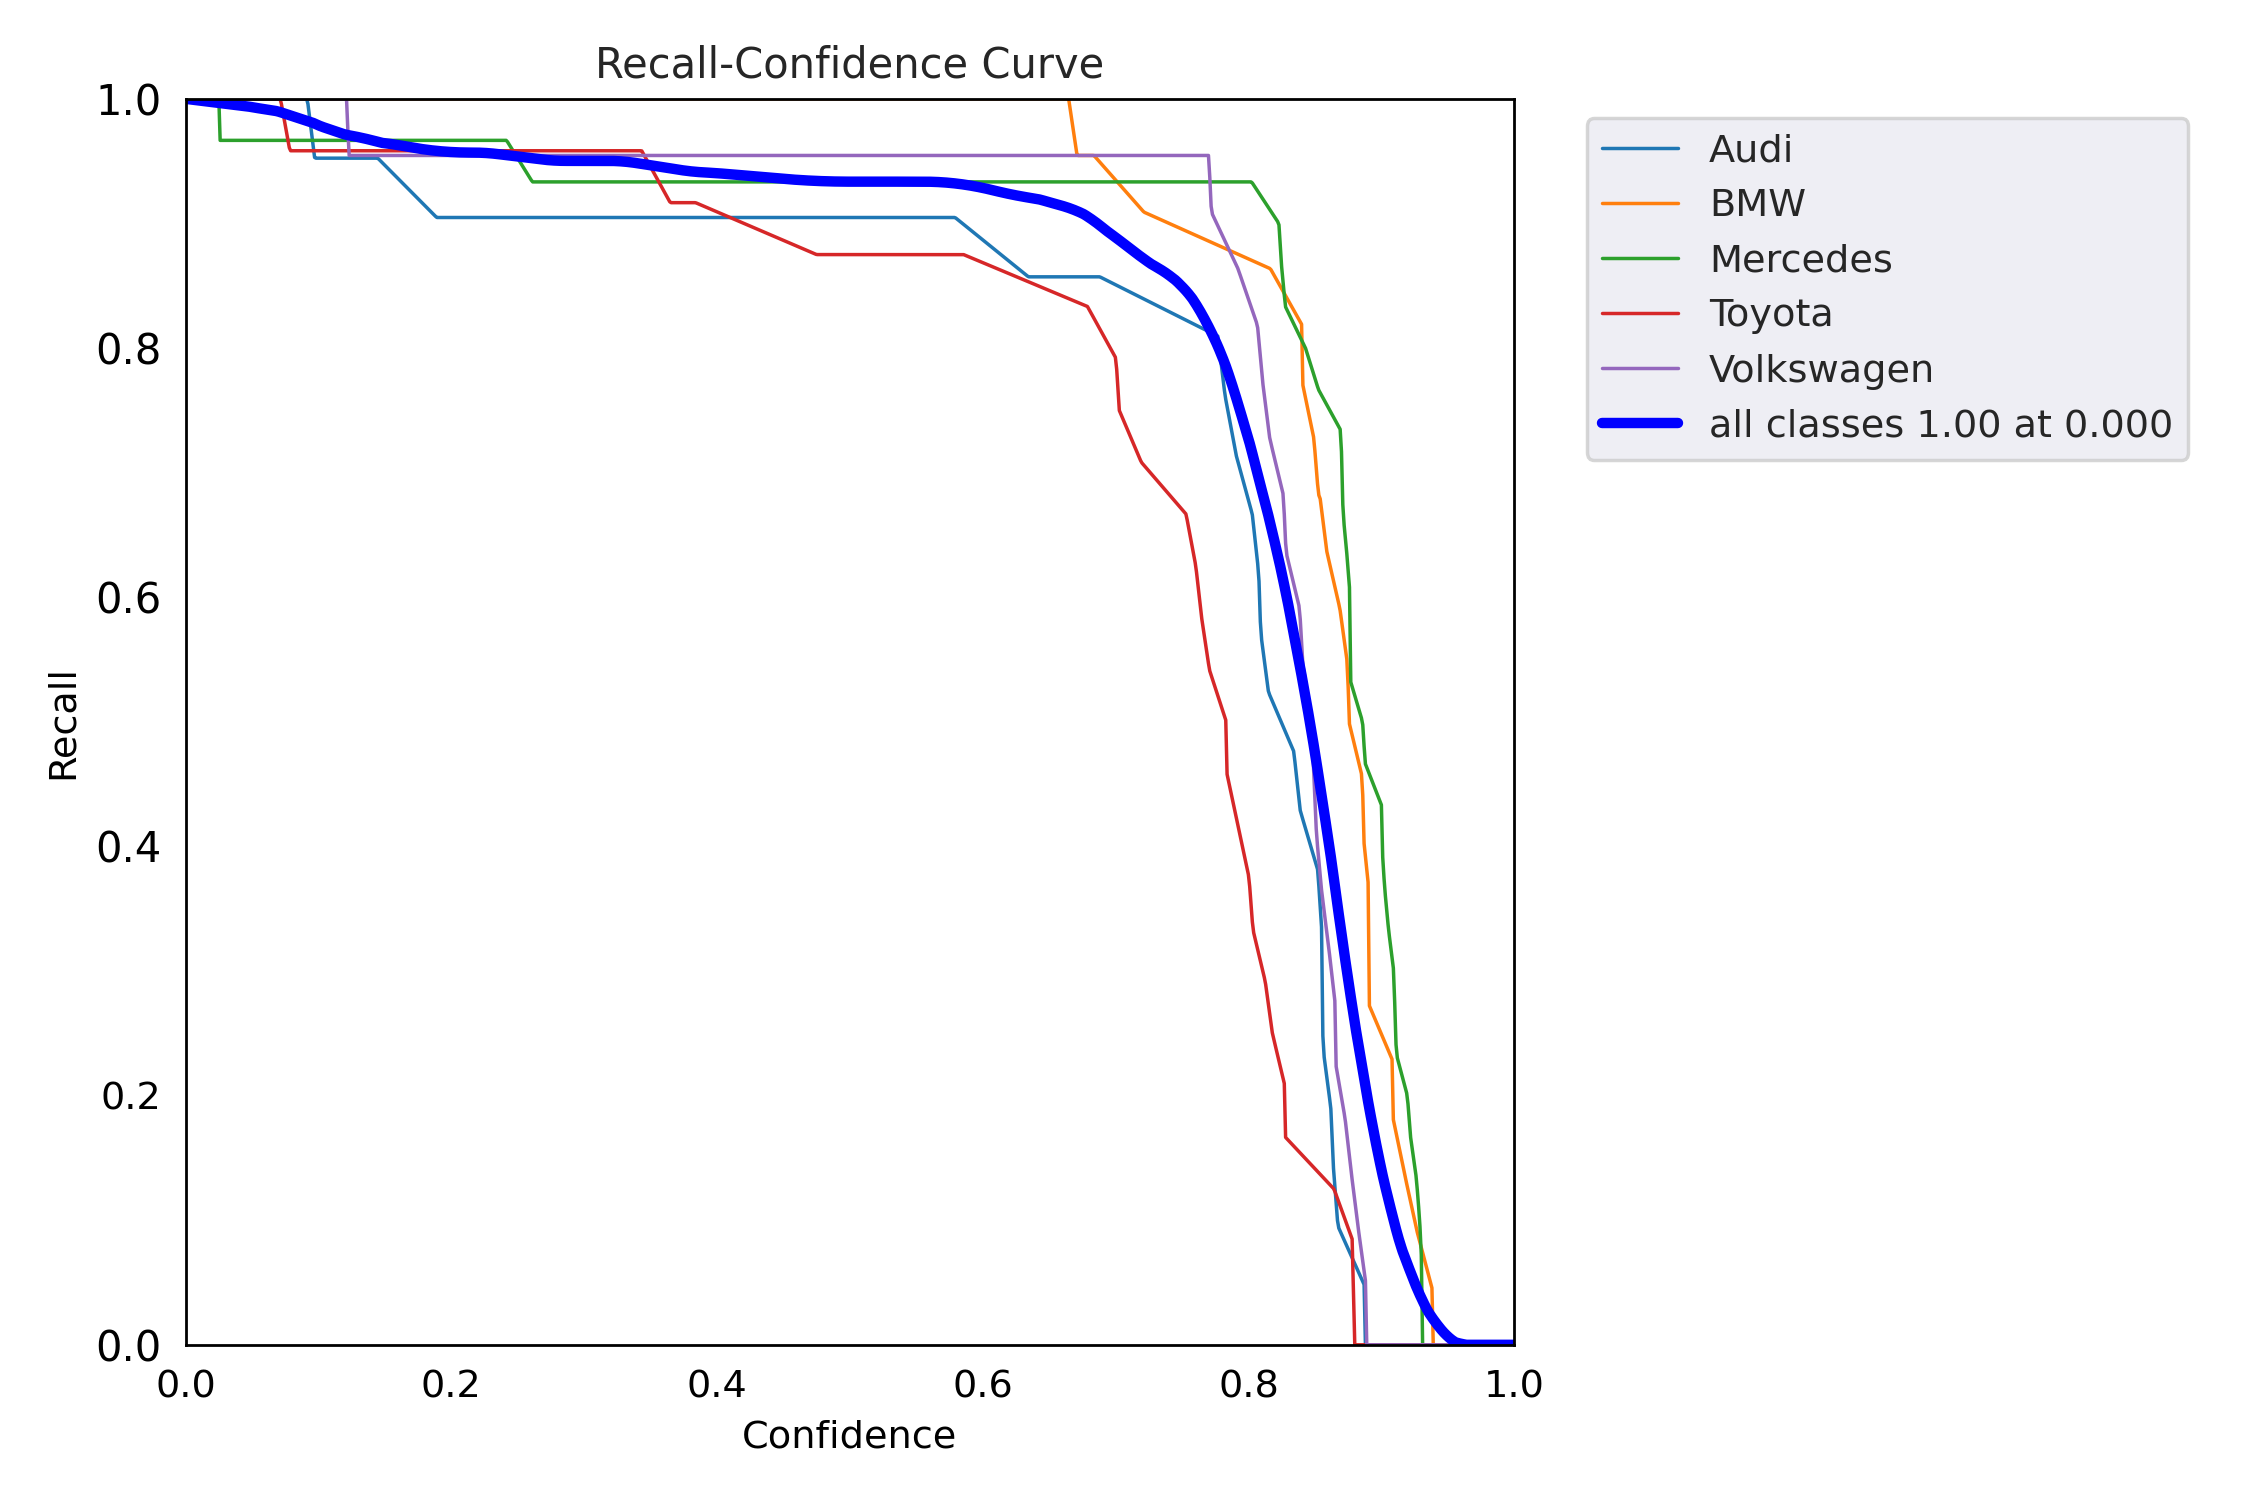 Recall-Confidence Curve
1.0
0.8
0.6
0.4
0.2
0.0
Recall
0.0 0.2 0.4 0.6 0.8 1.0
Confidence
Audi
BMW
Mercedes
Toyota
Volkswagen
all classes 1.00 at 0.000